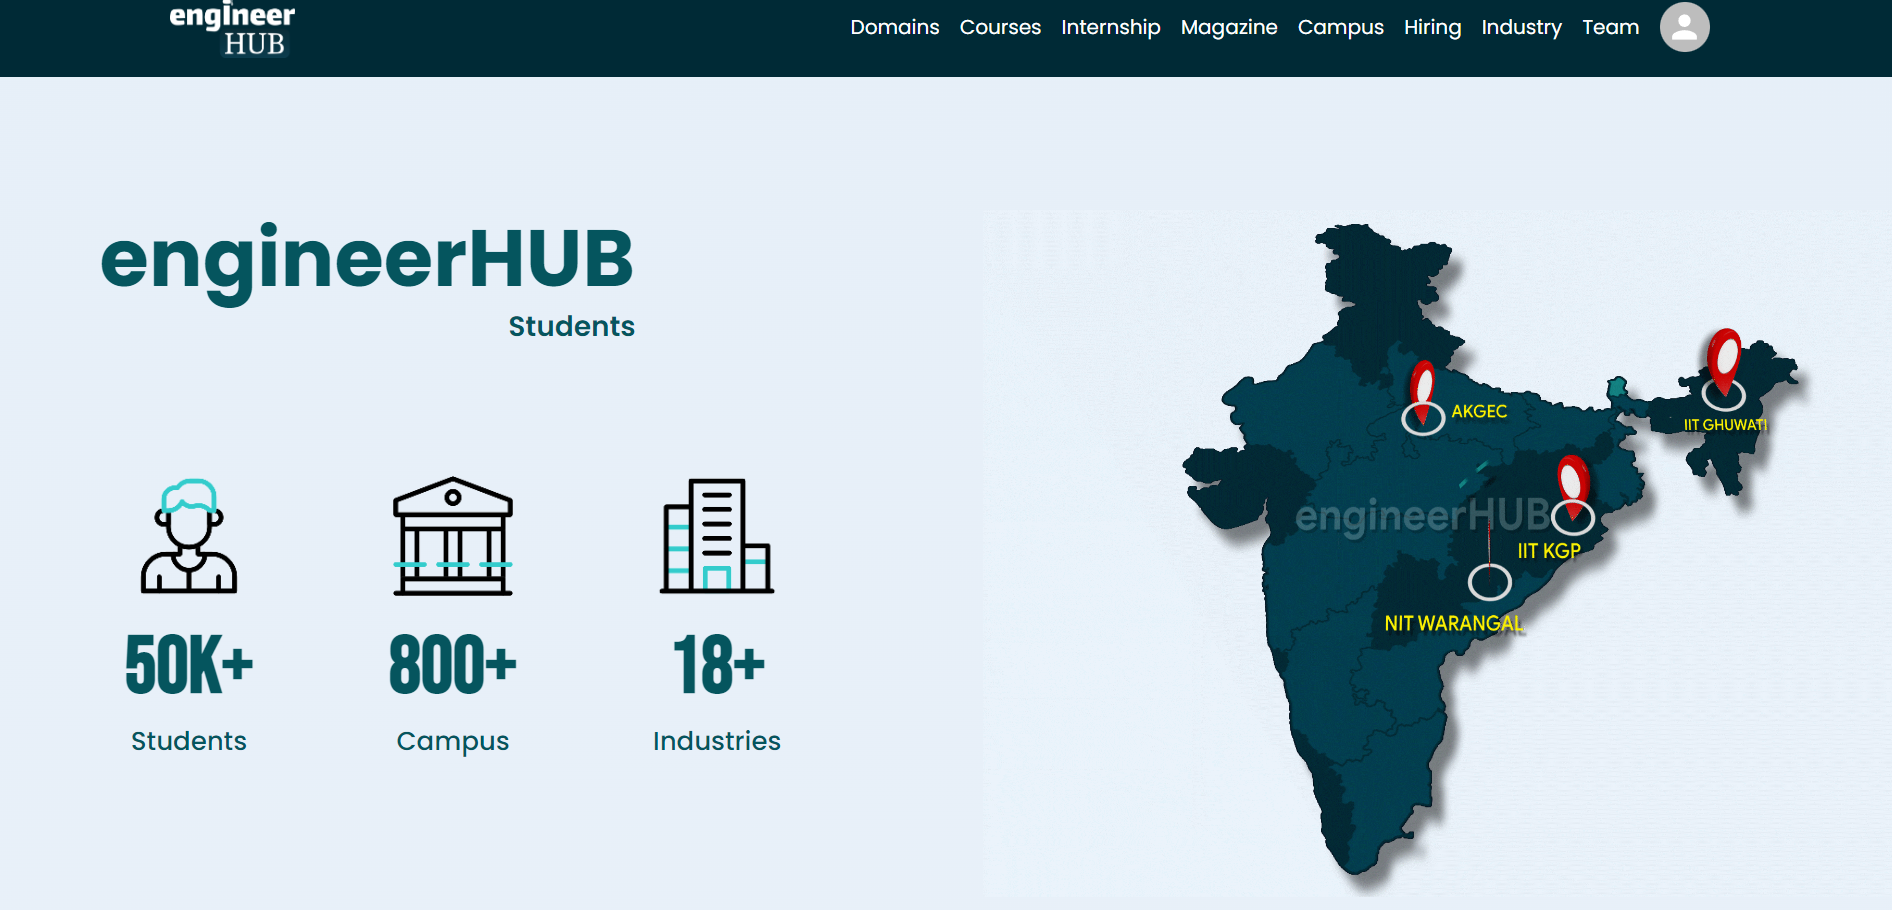 engineer
HUB
Domains Courses Internship Magazine Campus Hiring Industry Team
engineerHUB
Students
50K+
Students
800+
Campus
18+
Industries
AKGEC
IIT GHUWATI
engineerHUB
IIT KGP
NIT WARANGAL